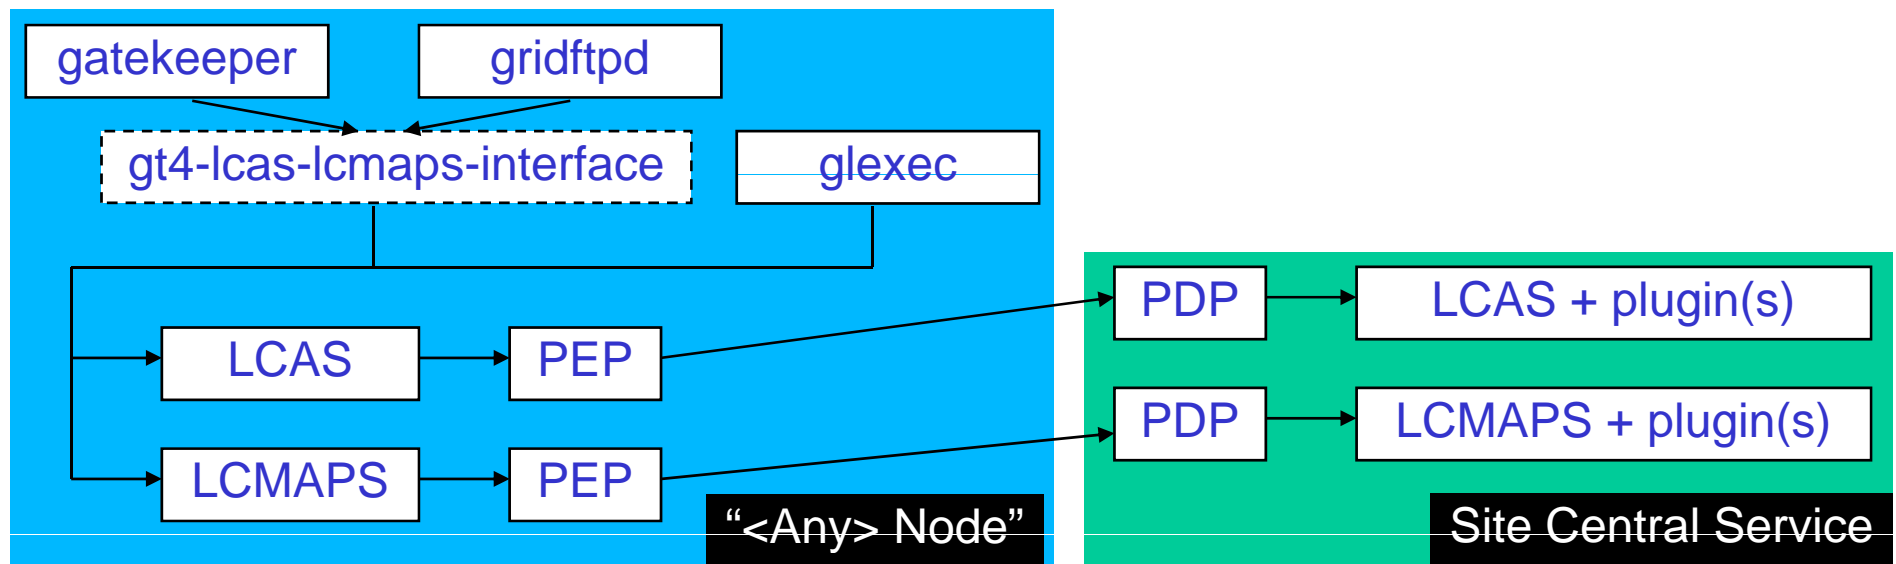 gatekeeper
gridftpd
gt4-lcas-lcmaps-interface
glexec
PDP
LCAS + plugin(s)
LCAS
PEP
PDP
LCMAPS + plugin(s)
LCMAPS
PEP
“<Any> Node”
Site Central Service